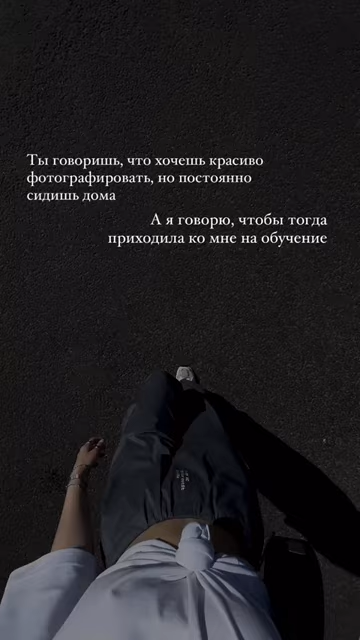 Ты говоришь, что хочешь красиво
фотографировать, но постоянно
сидишь дома
А я говорю, чтобы тогда
приходила ко мне на обучение